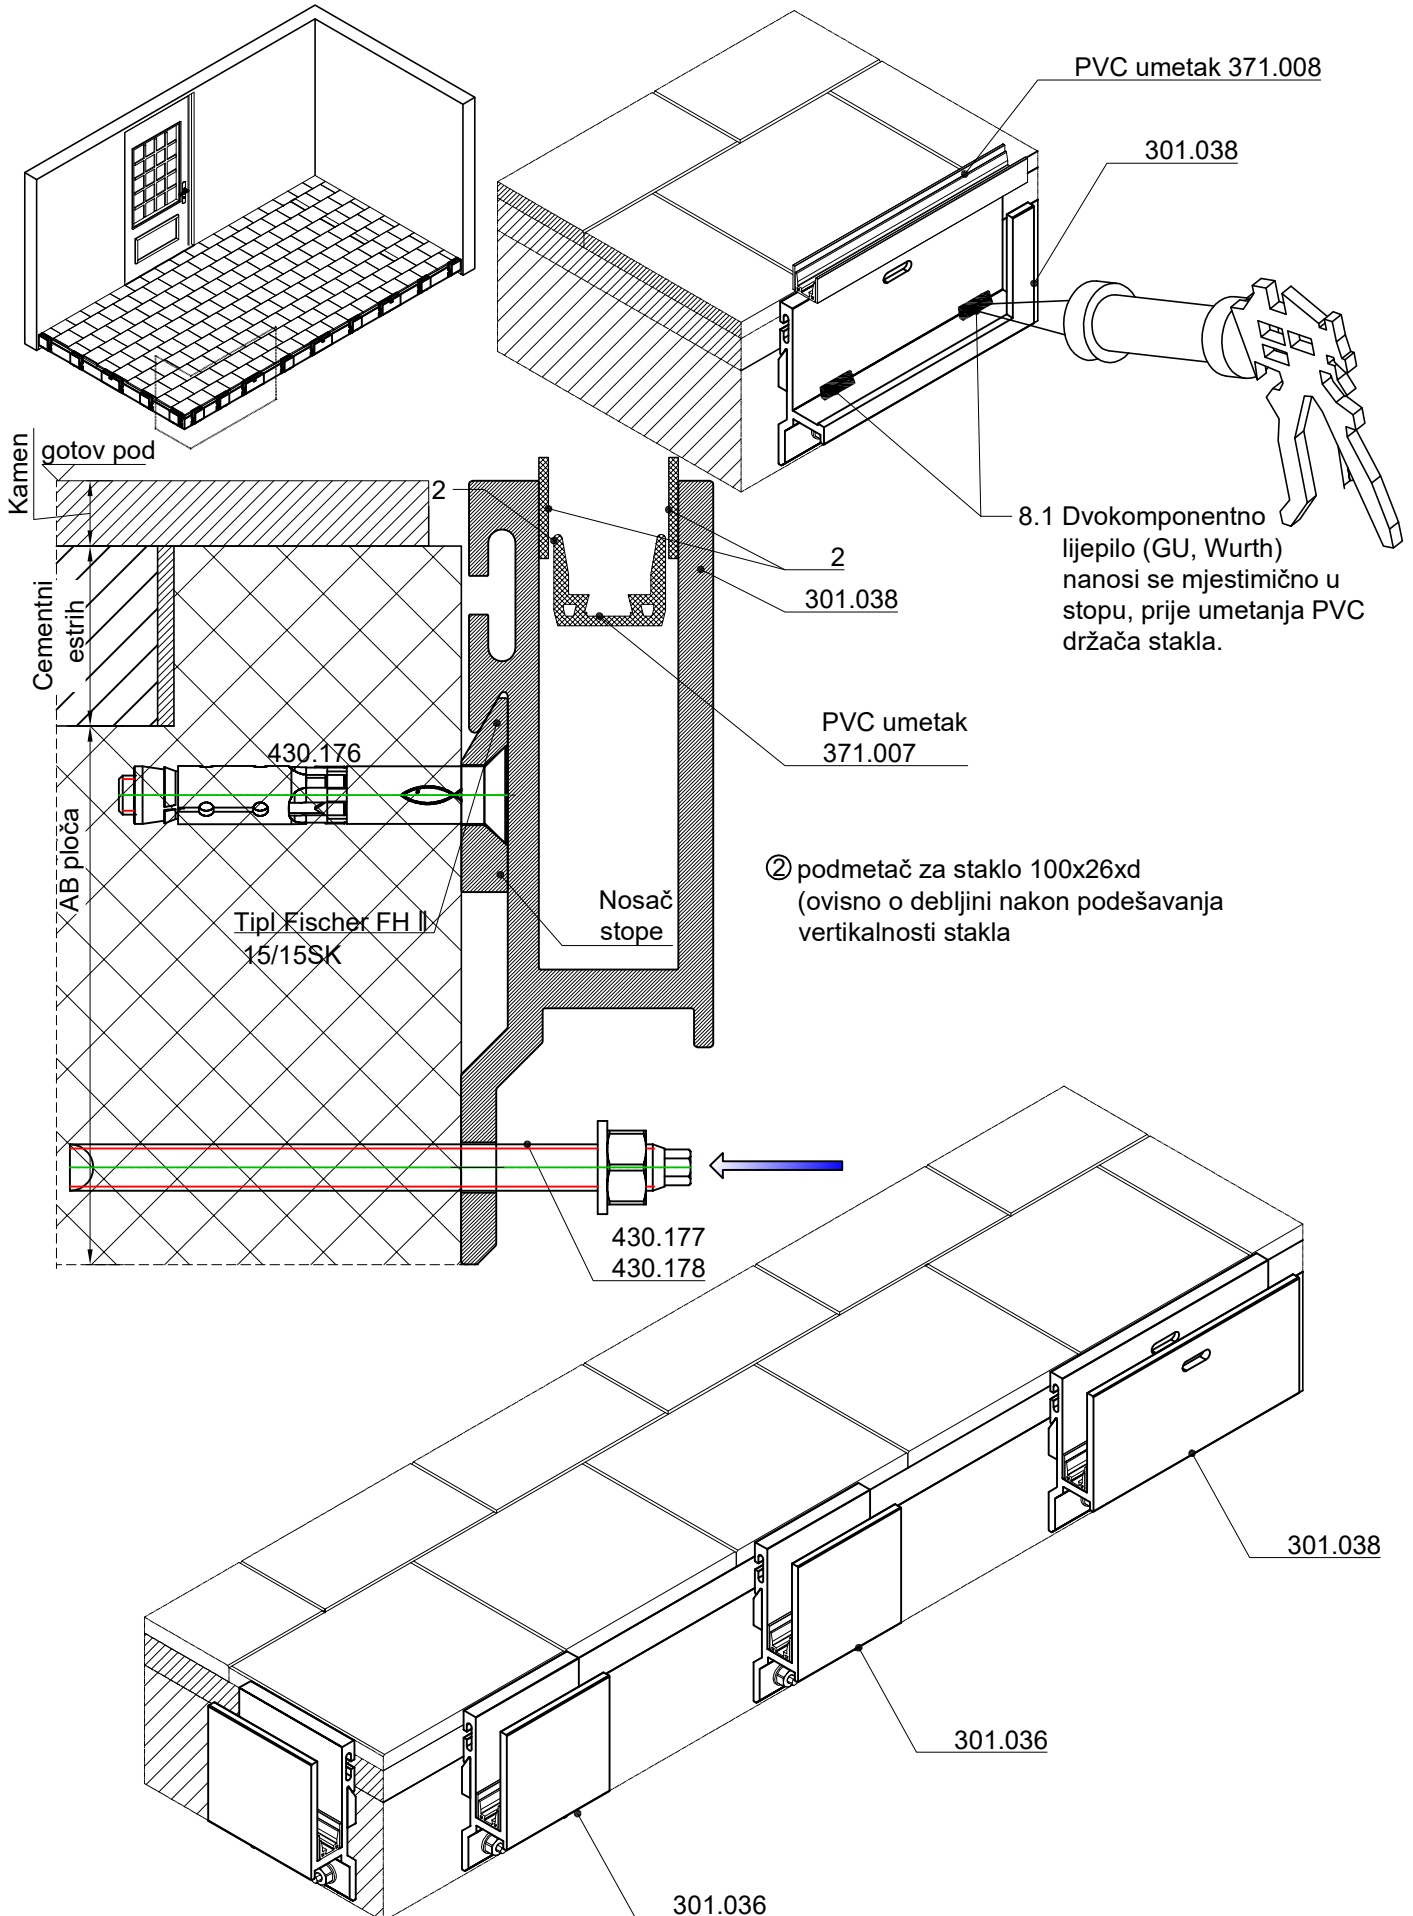 PVC umetak 371.008
301.038
Kamen
gotov pod
2
2
301.038
8.1 Dvokomponentno
lijepilo (GU, Wurth)
nanosi se mjestimično u
stopu, prije umetanja PVC
držača stakla.
Cementni
estrih
PVC umetak
371.007
430.176
AB ploča
② podmetač za staklo 100x26xd
(ovisno o debljini nakon podešavanja
vertikalnosti stakla
Tipl Fischer FH II
15/15SK
Nosač
stope
430.177
430.178
301.038
301.036
301.036